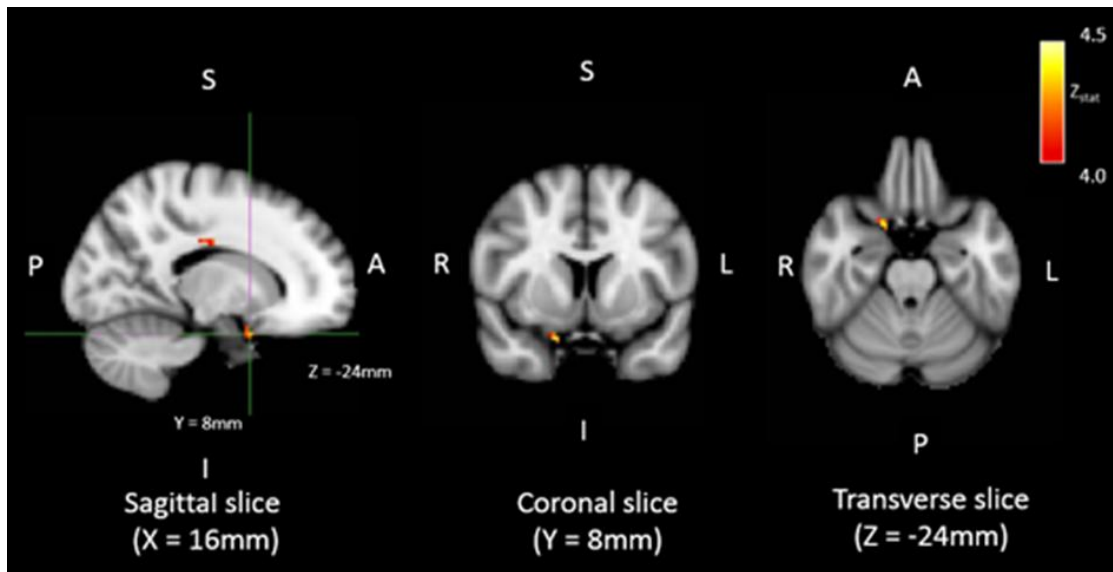 S
P
A
Z = -24mm
Y = 8mm
I
Sagittal slice
(X = 16mm)
S
R
L
I
Coronal slice
(Y = 8mm)
A
R
L
P
Transverse slice
(Z = -24mm)
4.5
Zstat
4.0